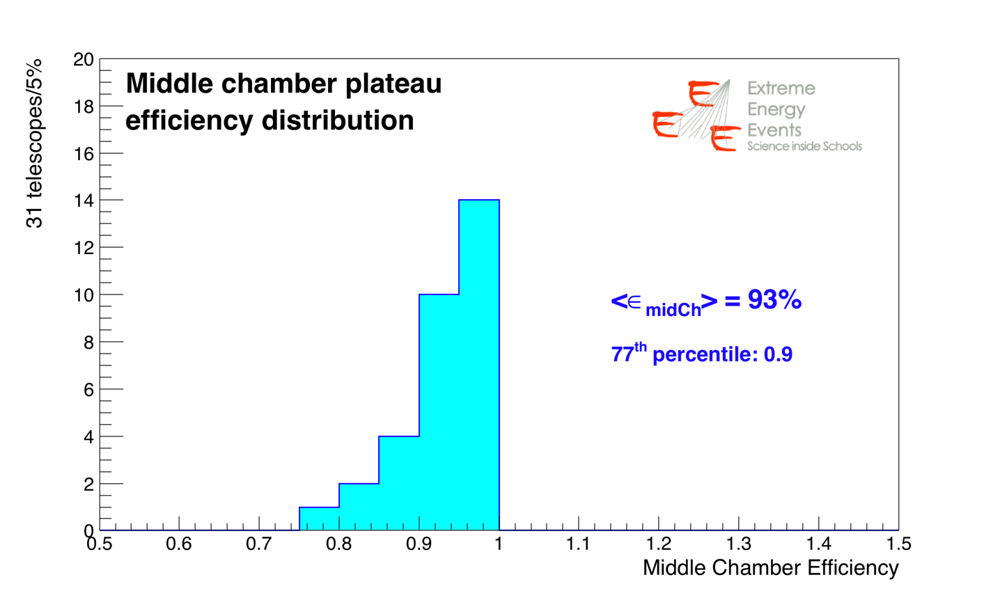 Middle chamber plateau
efficiency distribution
EEE
Extreme
Energy
Events
Science inside Schools
31 telescopes/5%
20
18
16
14
12
10
8
6
4
2
0
<∈ midCh> = 93%
77th percentile: 0.9
0.5 0.6 0.7 0.8 0.9 1 1.1 1.2 1.3 1.4 1.5
Middle Chamber Efficiency